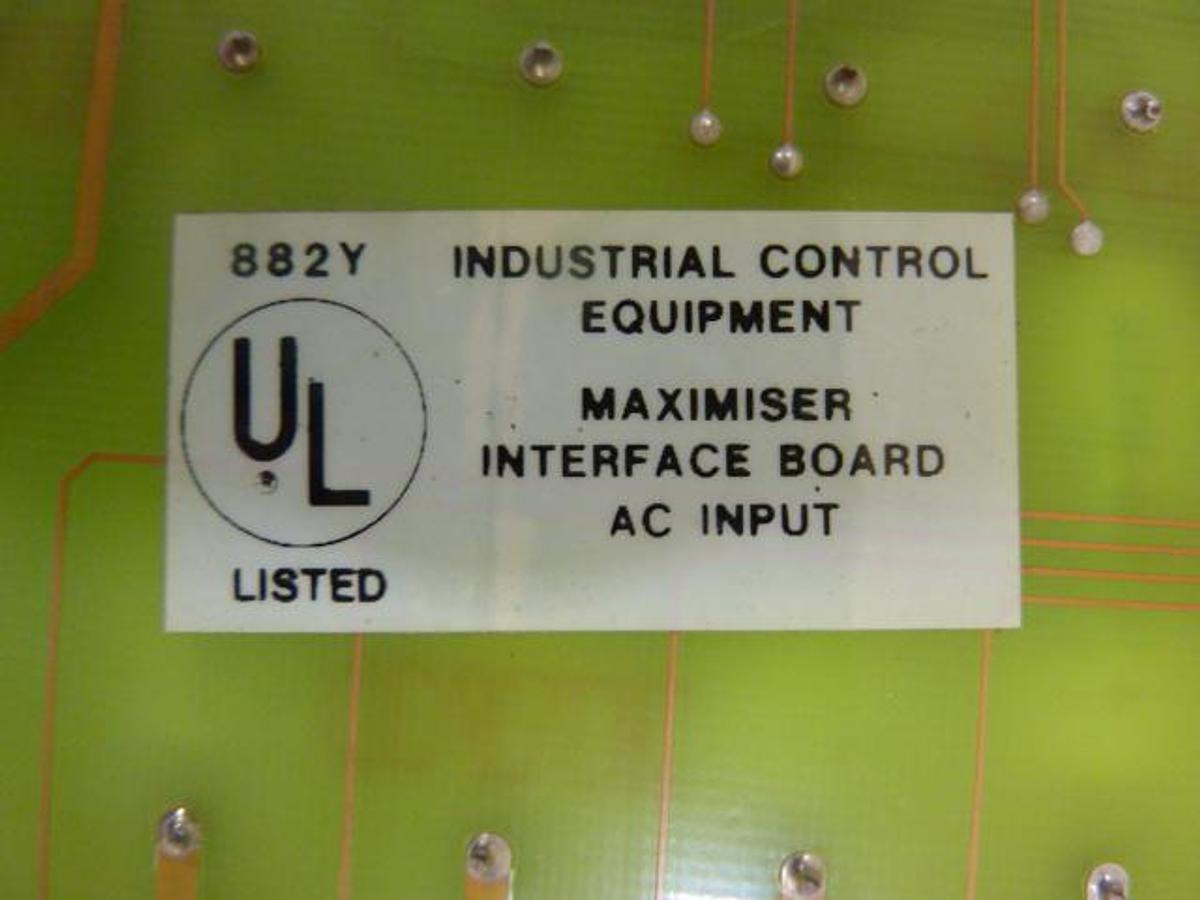 882Y
UL
LISTED
INDUSTRIAL CONTROL
EQUIPMENT
MAXIMISER
INTERFACE BOARD
AC INPUT